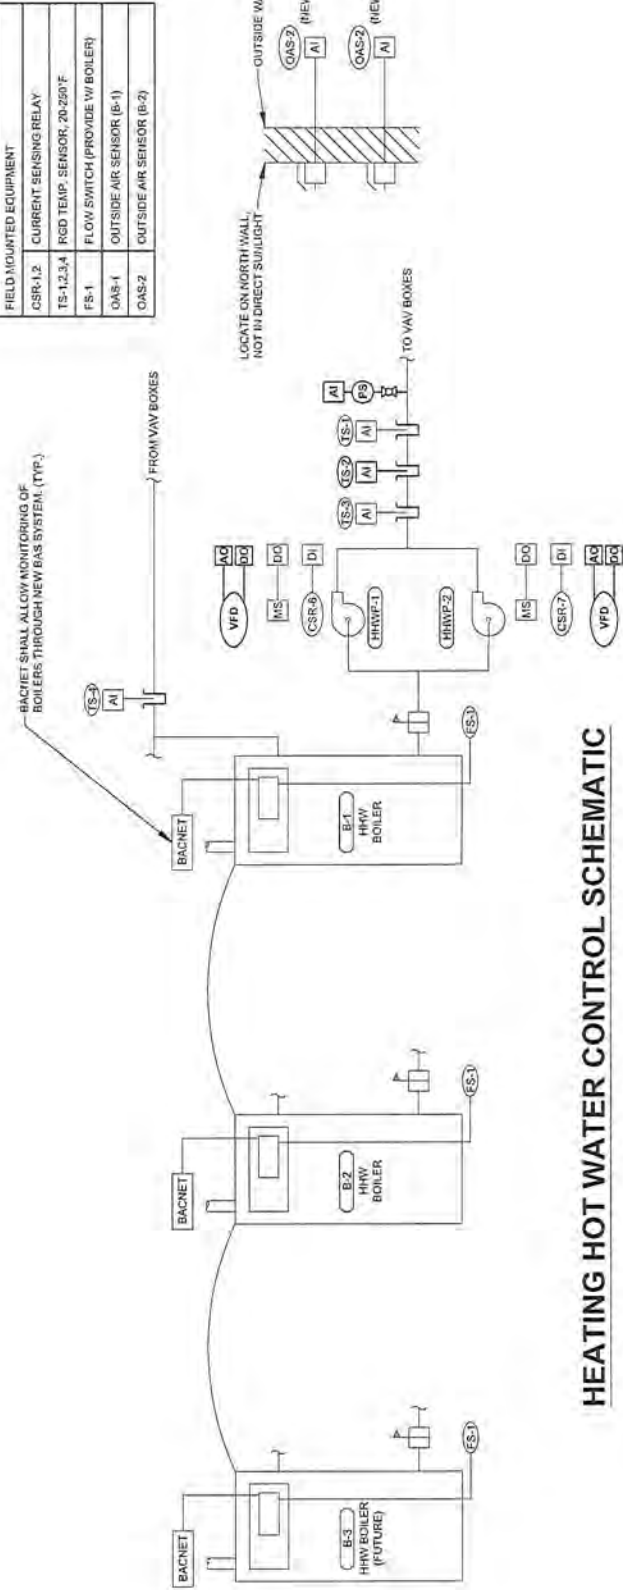 FIELD MOUNTED EQUIPMENT
CSR-1,2 CURRENT SENSING RELAY
TS-1,2,3,4 RGD TEMP. SENSOR, 20-250°F
FS-1 FLOW SWITCH (PROVIDE W/ BOILER)
OAS-1 OUTSIDE AIR SENSOR (B-1)
OAS-2 OUTSIDE AIR SENSOR (B-2)
BACNET SHALL ALLOW MONITORING OF
BOILERS THROUGH NEW BAS SYSTEM. (TYP.)
FROM VAV BOXES
TS-4
AI
BACNET
BACNET
BACNET
B-3
HHW BOILER
(FUTURE)
FS-1
B-2
HHW
BOILER
FS-1
B-1
HHW
BOILER
FS-1
VFD
AO
DO
MS
DO
CSR-6
DI
HHWP-1
HHWP-2
MS
DO
CSR-7
DI
VFD
AO
DO
TS-3
AI
TS-2
AI
TS-1
AI
AI
PS
TO VAV BOXES
LOCATE ON NORTH WALL,
NOT IN DIRECT SUNLIGHT
OUTSIDE
OAS-2
AI
OAS-2
AI
HEATING HOT WATER CONTROL SCHEMATIC